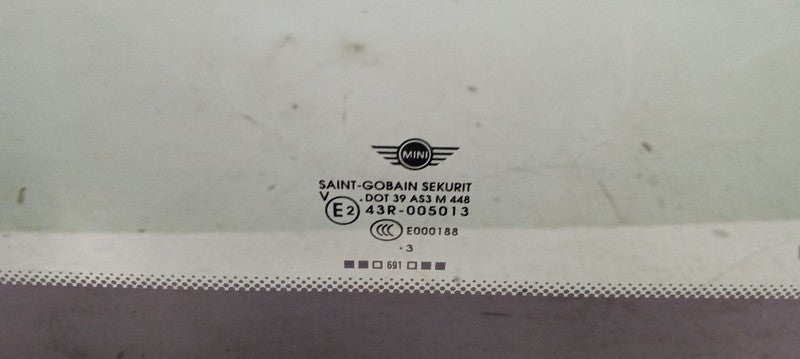 MINI
SAINT-GOBAIN SEKURIT
V .DOT 39 AS3 M 448
E2 43R-005013
CCC E000188
.3
691